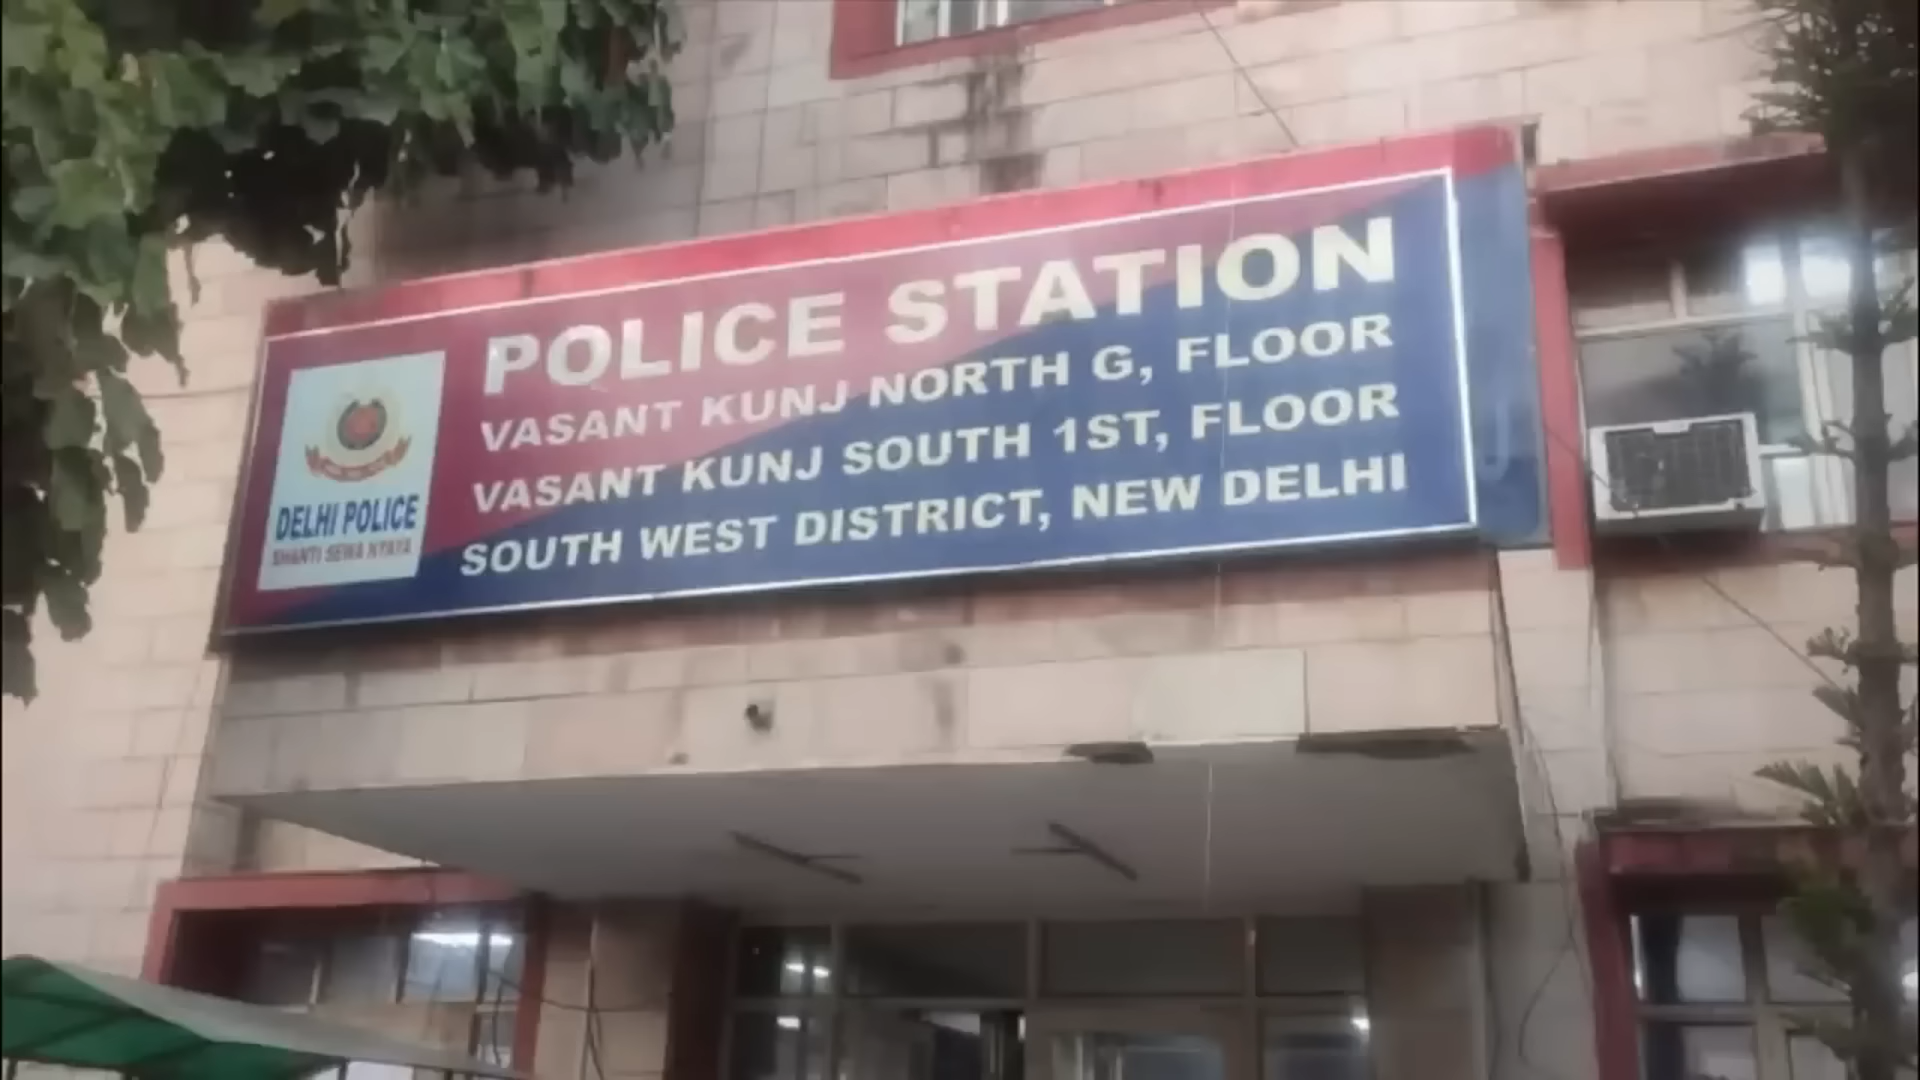 POLICE STATION
VASANT KUNJ NORTH G, FLOOR
VASANT KUNJ SOUTH 1ST, FLOOR
SOUTH WEST DISTRICT, NEW DELHI
DELHI POLICE
SHANTI SEWA NYAYA